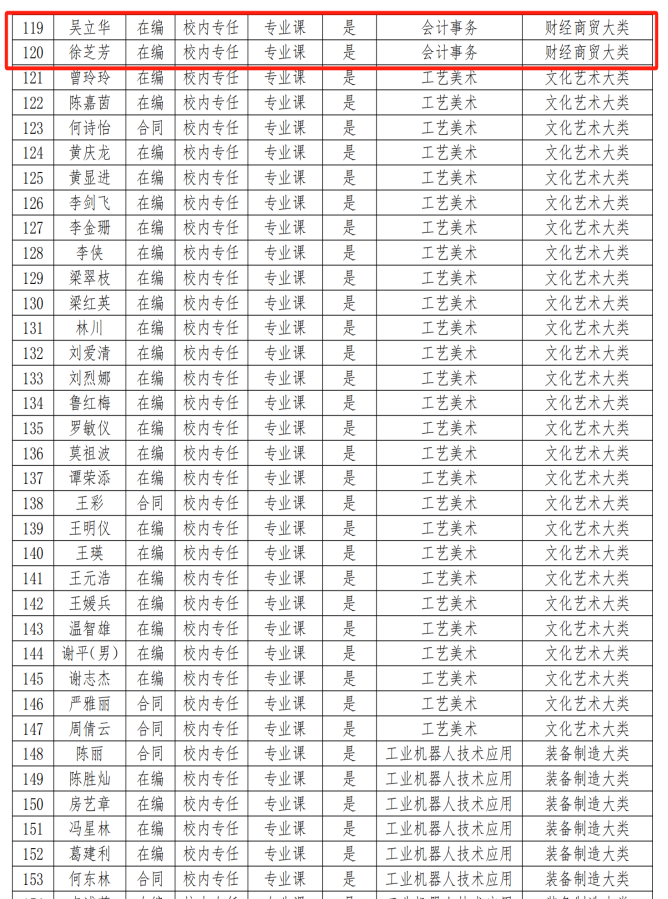 119 吴立华 在编 校内专任 专业课 是 会计事务 财经商贸大类
120 徐芝芳 在编 校内专任 专业课 是 会计事务 财经商贸大类
121 曾玲玲 在编 校内专任 专业课 是 工艺美术 文化艺术大类
122 陈嘉茵 在编 校内专任 专业课 是 工艺美术 文化艺术大类
123 何诗怡 合同 校内专任 专业课 是 工艺美术 文化艺术大类
124 黄庆龙 在编 校内专任 专业课 是 工艺美术 文化艺术大类
125 黄显进 在编 校内专任 专业课 是 工艺美术 文化艺术大类
126 李剑飞 在编 校内专任 专业课 是 工艺美术 文化艺术大类
127 李金珊 在编 校内专任 专业课 是 工艺美术 文化艺术大类
128 李侠 在编 校内专任 专业课 是 工艺美术 文化艺术大类
129 梁翠枝 在编 校内专任 专业课 是 工艺美术 文化艺术大类
130 梁红英 在编 校内专任 专业课 是 工艺美术 文化艺术大类
131 林川 在编 校内专任 专业课 是 工艺美术 文化艺术大类
132 刘爱清 在编 校内专任 专业课 是 工艺美术 文化艺术大类
133 刘烈娜 在编 校内专任 专业课 是 工艺美术 文化艺术大类
134 鲁红梅 在编 校内专任 专业课 是 工艺美术 文化艺术大类
135 罗敏仪 在编 校内专任 专业课 是 工艺美术 文化艺术大类
136 莫祖波 在编 校内专任 专业课 是 工艺美术 文化艺术大类
137 谭荣添 在编 校内专任 专业课 是 工艺美术 文化艺术大类
138 王彩 合同 校内专任 专业课 是 工艺美术 文化艺术大类
139 王明仪 在编 校内专任 专业课 是 工艺美术 文化艺术大类
140 王瑛 在编 校内专任 专业课 是 工艺美术 文化艺术大类
141 王元浩 在编 校内专任 专业课 是 工艺美术 文化艺术大类
142 王媛兵 在编 校内专任 专业课 是 工艺美术 文化艺术大类
143 温智雄 在编 校内专任 专业课 是 工艺美术 文化艺术大类
144 谢平(男) 在编 校内专任 专业课 是 工艺美术 文化艺术大类
145 谢志杰 在编 校内专任 专业课 是 工艺美术 文化艺术大类
146 严雅丽 合同 校内专任 专业课 是 工艺美术 文化艺术大类
147 周倩云 合同 校内专任 专业课 是 工艺美术 文化艺术大类
148 陈丽 合同 校内专任 专业课 是 工业机器人技术应用 装备制造大类
149 陈胜灿 在编 校内专任 专业课 是 工业机器人技术应用 装备制造大类
150 房艺章 在编 校内专任 专业课 是 工业机器人技术应用 装备制造大类
151 冯星林 在编 校内专任 专业课 是 工业机器人技术应用 装备制造大类
152 葛建利 在编 校内专任 专业课 是 工业机器人技术应用 装备制造大类
153 何东林 合同 校内专任 专业课 是 工业机器人技术应用 装备制造大类